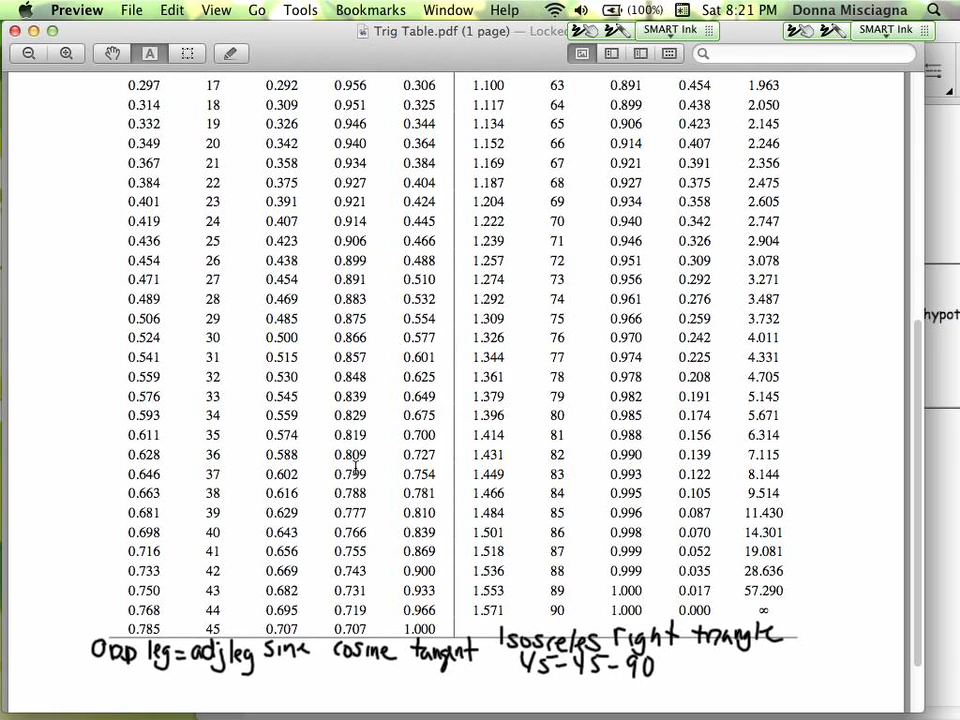 Preview File Edit View Go Tools Bookmarks Window Help (100%) Sat 8:21 PM Donna Misciagna
Trig Table.pdf (1 page) — Locked
SMART Ink
SMART Ink
0.297 17 0.292 0.956 0.306 1.100 63 0.891 0.454 1.963
0.314 18 0.309 0.951 0.325 1.117 64 0.899 0.438 2.050
0.332 19 0.326 0.946 0.344 1.134 65 0.906 0.423 2.145
0.349 20 0.342 0.940 0.364 1.152 66 0.914 0.407 2.246
0.367 21 0.358 0.934 0.384 1.169 67 0.921 0.391 2.356
0.384 22 0.375 0.927 0.404 1.187 68 0.927 0.375 2.475
0.401 23 0.391 0.921 0.424 1.204 69 0.934 0.358 2.605
0.419 24 0.407 0.914 0.445 1.222 70 0.940 0.342 2.747
0.436 25 0.423 0.906 0.466 1.239 71 0.946 0.326 2.904
0.454 26 0.438 0.899 0.488 1.257 72 0.951 0.309 3.078
0.471 27 0.454 0.891 0.510 1.274 73 0.956 0.292 3.271
0.489 28 0.469 0.883 0.532 1.292 74 0.961 0.276 3.487
0.506 29 0.485 0.875 0.554 1.309 75 0.966 0.259 3.732
0.524 30 0.500 0.866 0.577 1.326 76 0.970 0.242 4.011
0.541 31 0.515 0.857 0.601 1.344 77 0.974 0.225 4.331
0.559 32 0.530 0.848 0.625 1.361 78 0.978 0.208 4.705
0.576 33 0.545 0.839 0.649 1.379 79 0.982 0.191 5.145
0.593 34 0.559 0.829 0.675 1.396 80 0.985 0.174 5.671
0.611 35 0.574 0.819 0.700 1.414 81 0.988 0.156 6.314
0.628 36 0.588 0.809 0.727 1.431 82 0.990 0.139 7.115
0.646 37 0.602 0.799 0.754 1.449 83 0.993 0.122 8.144
0.663 38 0.616 0.788 0.781 1.466 84 0.995 0.105 9.514
0.681 39 0.629 0.777 0.810 1.484 85 0.996 0.087 11.430
0.698 40 0.643 0.766 0.839 1.501 86 0.998 0.070 14.301
0.716 41 0.656 0.755 0.869 1.518 87 0.999 0.052 19.081
0.733 42 0.669 0.743 0.900 1.536 88 0.999 0.035 28.636
0.750 43 0.682 0.731 0.933 1.553 89 1.000 0.017 57.290
0.768 44 0.695 0.719 0.966 1.571 90 1.000 0.000 ∞
0.785 45 0.707 0.707 1.000
opp leg = adj leg sine cosine tangent Isosceles right triangle
45-45-90
hypot